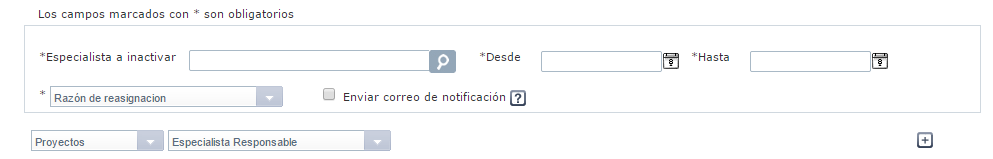 Los campos marcados con * son obligatorios
*Especialista a inactivar *Desde *Hasta
* Razón de reasignacion Enviar correo de notificación ?
Proyectos Especialista Responsable +